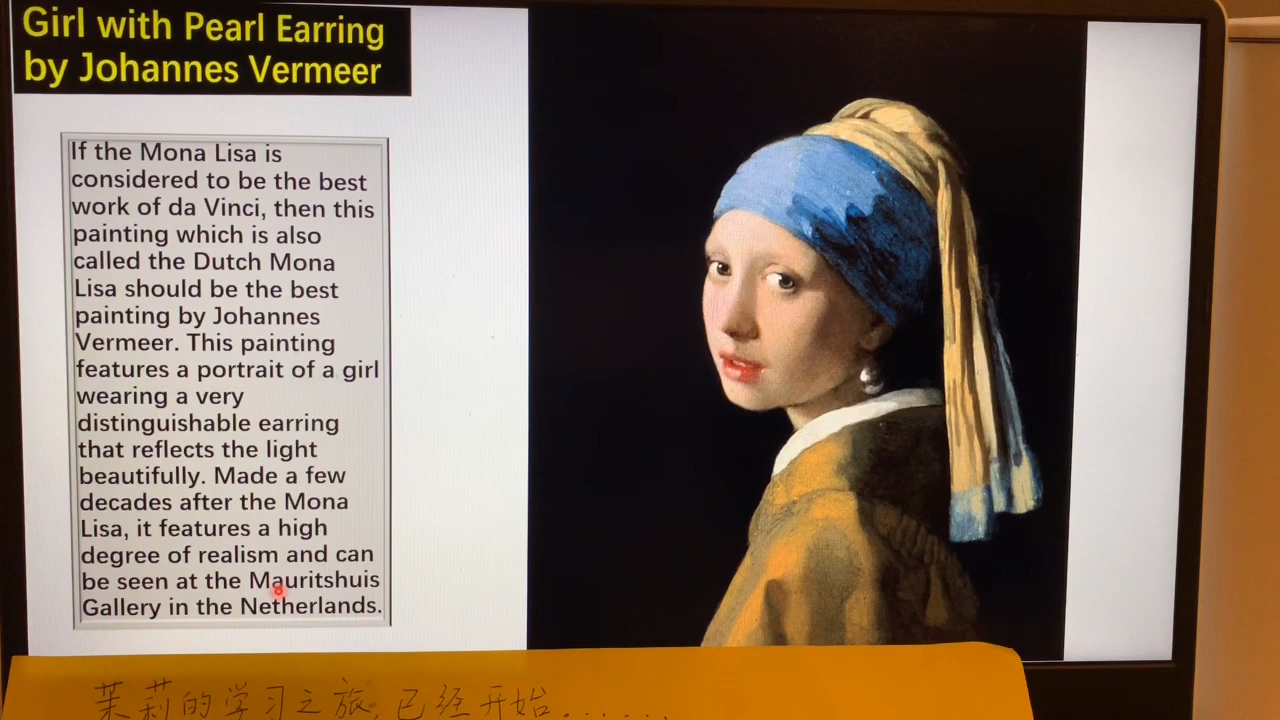 Girl with Pearl Earring
by Johannes Vermeer
If the Mona Lisa is
considered to be the best
work of da Vinci, then this
painting which is also
called the Dutch Mona
Lisa should be the best
painting by Johannes
Vermeer. This painting
features a portrait of a girl
wearing a very
distinguishable earring
that reflects the light
beautifully. Made a few
decades after the Mona
Lisa, it features a high
degree of realism and can
be seen at the Mauritshuis
Gallery in the Netherlands.
茉莉的学习之旅,已经开始。......